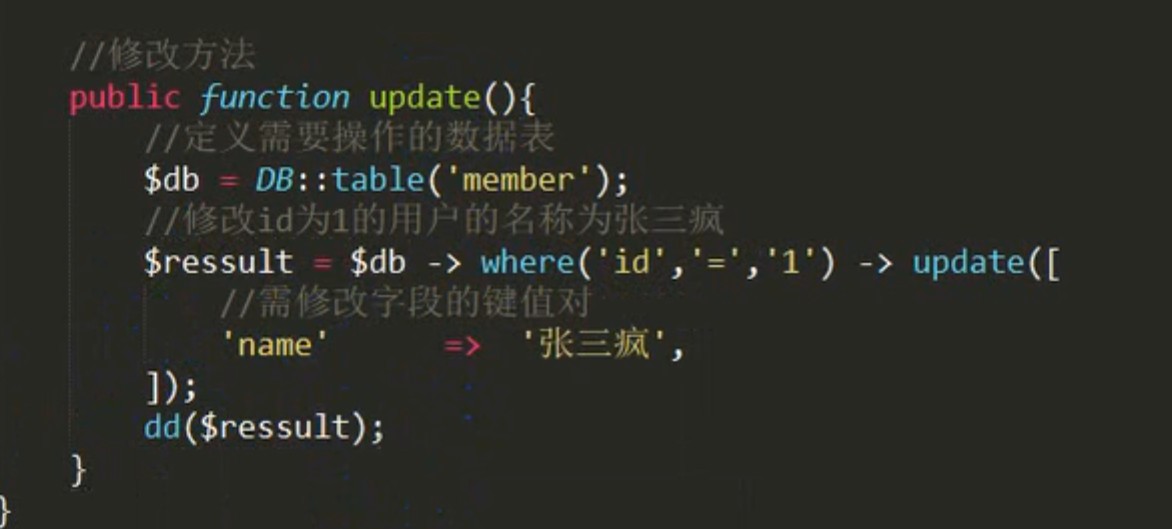 //修改方法
public function update(){
//定义需要操作的数据表
$db = DB::table('member');
//修改id为1的用户的名称为张三疯
$ressult = $db -> where('id','=','1') -> update([
//需修改字段的键值对
'name' => '张三疯',
]);
dd($ressult);
}
}